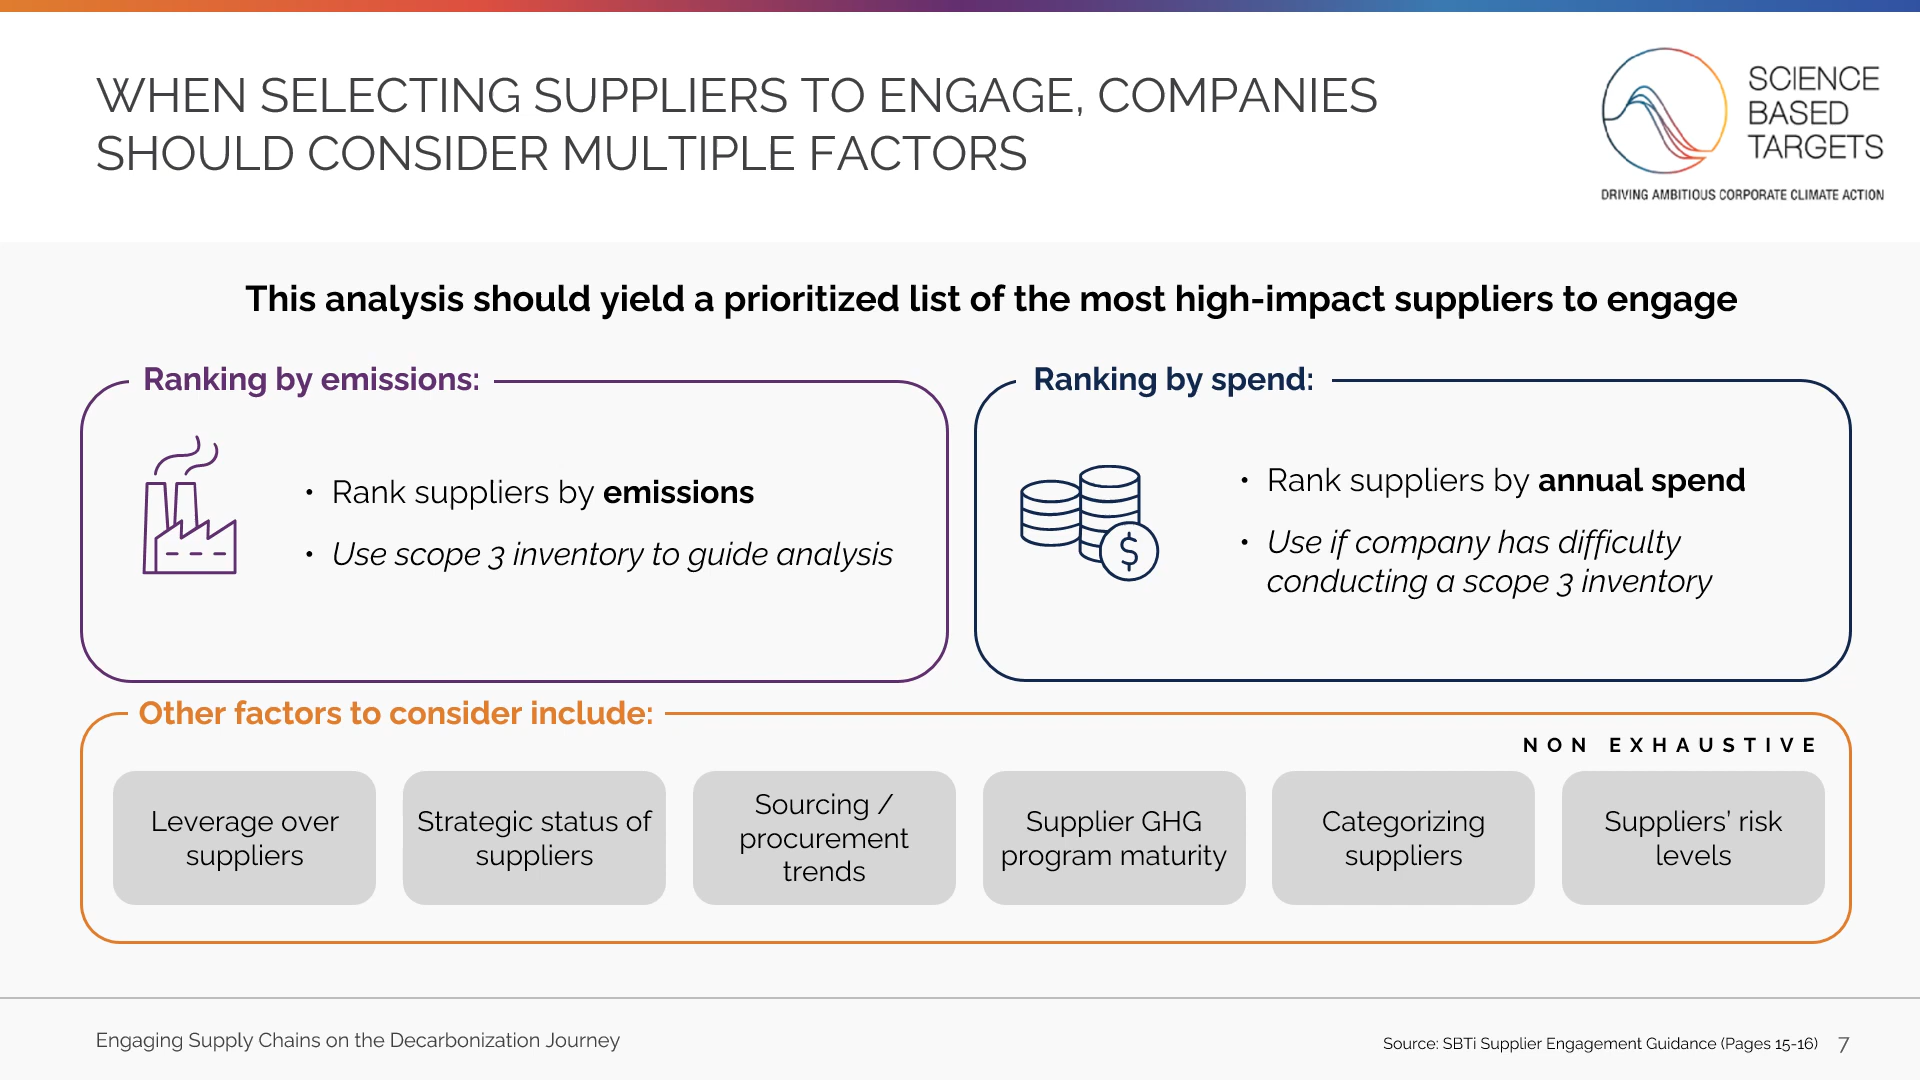 WHEN SELECTING SUPPLIERS TO ENGAGE, COMPANIES
SHOULD CONSIDER MULTIPLE FACTORS
SCIENCE
BASED
TARGETS
DRIVING AMBITIOUS CORPORATE CLIMATE ACTION
This analysis should yield a prioritized list of the most high-impact suppliers to engage
Ranking by emissions:
• Rank suppliers by emissions
• Use scope 3 inventory to guide analysis
Ranking by spend:
$
• Rank suppliers by annual spend
• Use if company has difficulty
conducting a scope 3 inventory
Other factors to consider include:
NON EXHAUSTIVE
Leverage over
suppliers
Strategic status of
suppliers
Sourcing /
procurement
trends
Supplier GHG
program maturity
Categorizing
suppliers
Suppliers’ risk
levels
Engaging Supply Chains on the Decarbonization Journey
Source: SBTi Supplier Engagement Guidance (Pages 15-16)
7